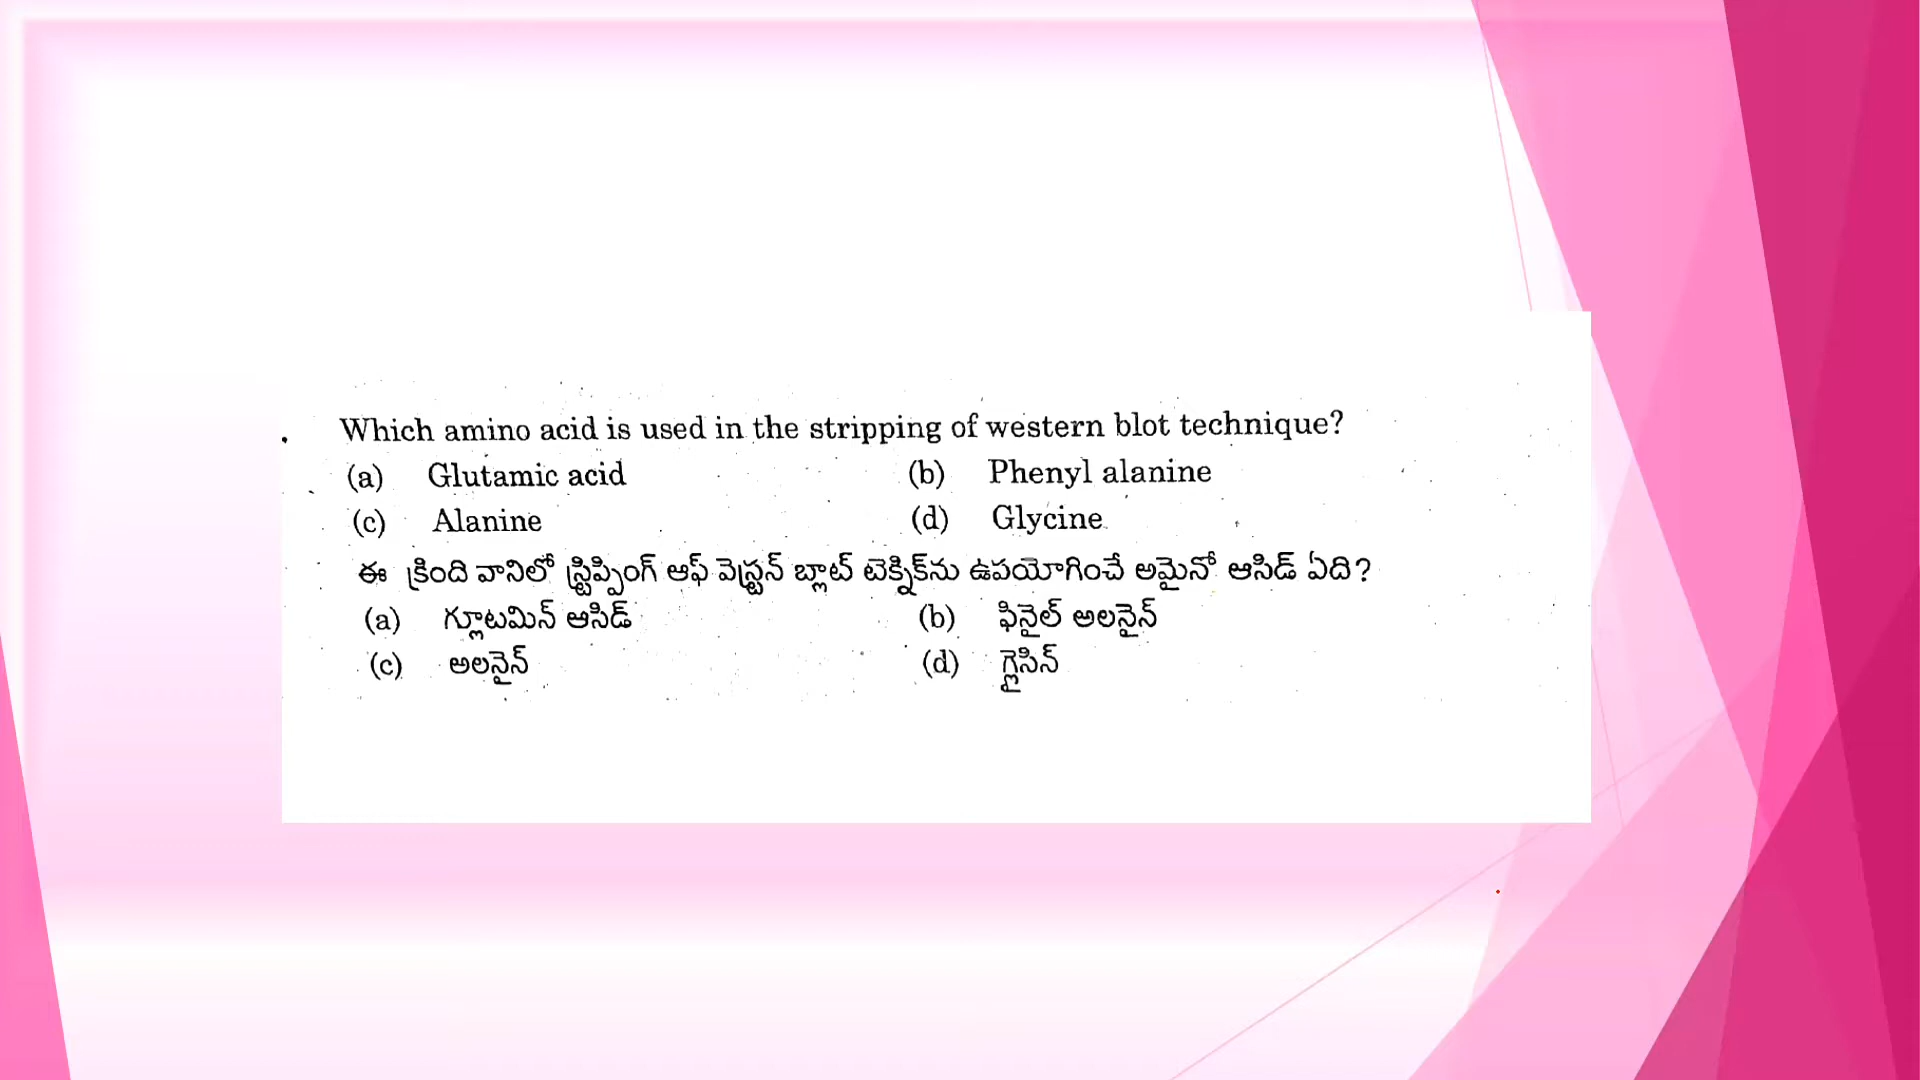 Which amino acid is used in the stripping of western blot technique?
(a) Glutamic acid (b) Phenyl alanine
(c) Alanine (d) Glycine
ఈ క్రింది వానిలో స్ట్రిప్పింగ్ ఆఫ్ వెస్ట్రన్ బ్లాట్ టెక్నిక్‌ను ఉపయోగించే అమైనో ఆసిడ్ ఏది?
(a) గ్లూటమిన్ ఆసిడ్ (b) ఫినైల్ అలనైన్
(c) అలనైన్ (d) గ్లైసిన్